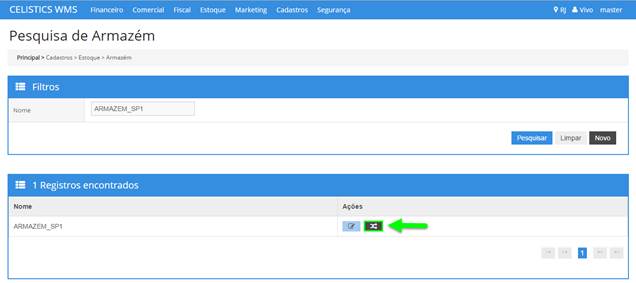 CELISTICS WMS Financeiro Comercial Fiscal Estoque Marketing Cadastros Segurança RJ Vivo master
Pesquisa de Armazém
Principal > Cadastros > Estoque > Armazém
Filtros
Nome ARMAZEM_SP1
Pesquisar Limpar Novo
1 Registros encontrados
Nome Ações
ARMAZEM_SP1
1